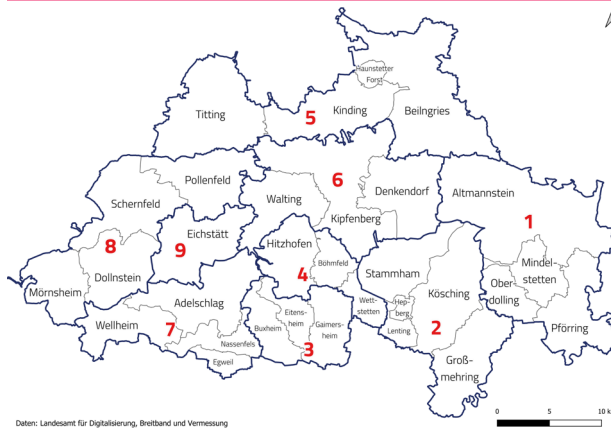 Haunstetter
Forst
Titting
5
Kinding
Beilngries
Pollenfeld
6
Denkendorf
Altmannstein
Schernfeld
Walting
Kipfenberg
1
Eichstätt
8
9
Hitzhofen
Böhmfeld
Stammham
Mindel-
stetten
Dollnstein
4
Ober-
dolling
Mörnsheim
Adelschlag
Wett-
stetten
Hep-
berg
Kösching
Wellheim
7
Buxheim
Eitens-
heim
Gaimers-
heim
Lenting
2
Pförring
Nassenfels
3
Egweil
Groß-
mehring
0
5
10 k
Daten: Landesamt für Digitalisierung, Breitband und Vermessung